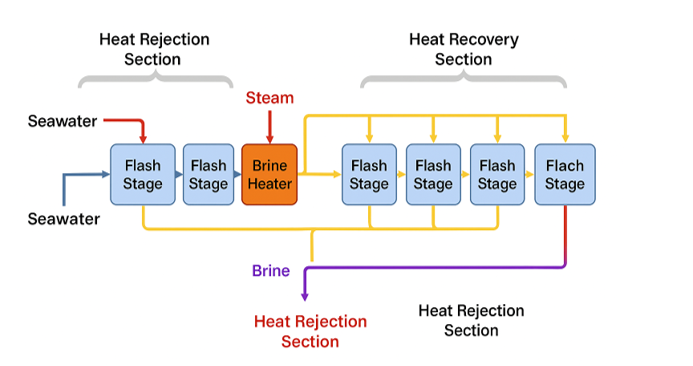 Heat Rejection
Section
Heat Recovery
Section
Steam
Seawater
Flash
Stage
Flash
Stage
Brine
Heater
Flash
Stage
Flash
Stage
Flash
Stage
Flach
Stage
Seawater
Brine
Heat Rejection
Section
Heat Rejection
Section